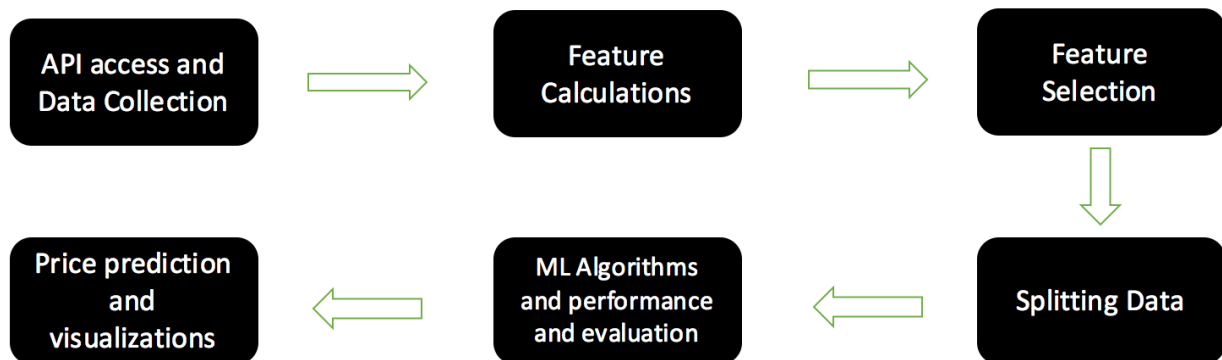 API access and
Data Collection
Feature
Calculations
Feature
Selection
Splitting Data
ML Algorithms
and performance
and evaluation
Price prediction
and
visualizations